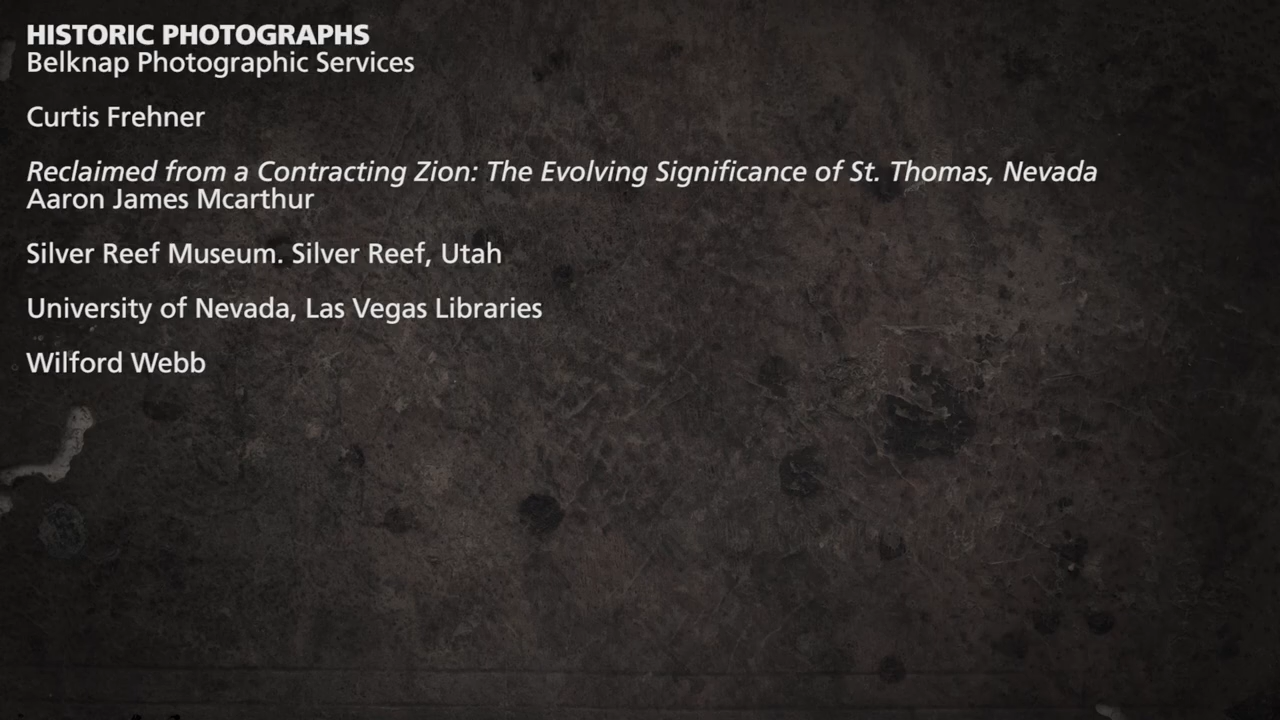 HISTORIC PHOTOGRAPHS
Belknap Photographic Services
Curtis Frehner
Reclaimed from a Contracting Zion: The Evolving Significance of St. Thomas, Nevada
Aaron James Mcarthur
Silver Reef Museum. Silver Reef, Utah
University of Nevada, Las Vegas Libraries
Wilford Webb